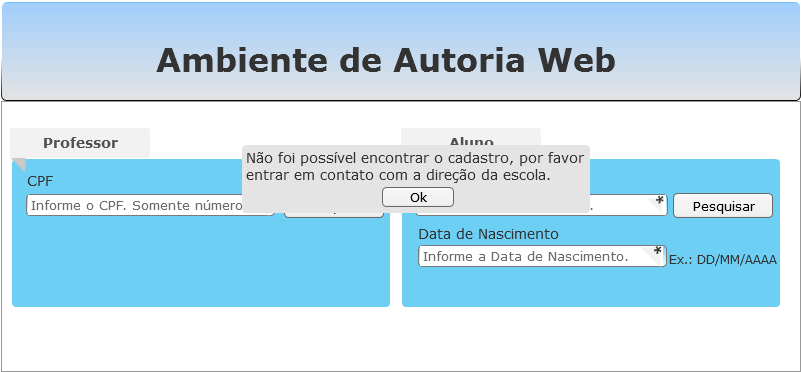 Ambiente de Autoria Web
Professor
Aluno
Não foi possível encontrar o cadastro, por favor
entrar em contato com a direção da escola.
Ok
CPF
Informe o CPF. Somente número
* Pesquisar
Data de Nascimento
Informe a Data de Nascimento. * Ex.: DD/MM/AAAA